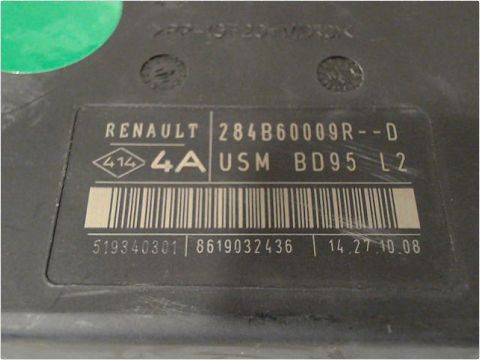 RENAULT 284B60009R--D
414 4A USM BD95 L2
519340301 8619032436 14.27.10.08